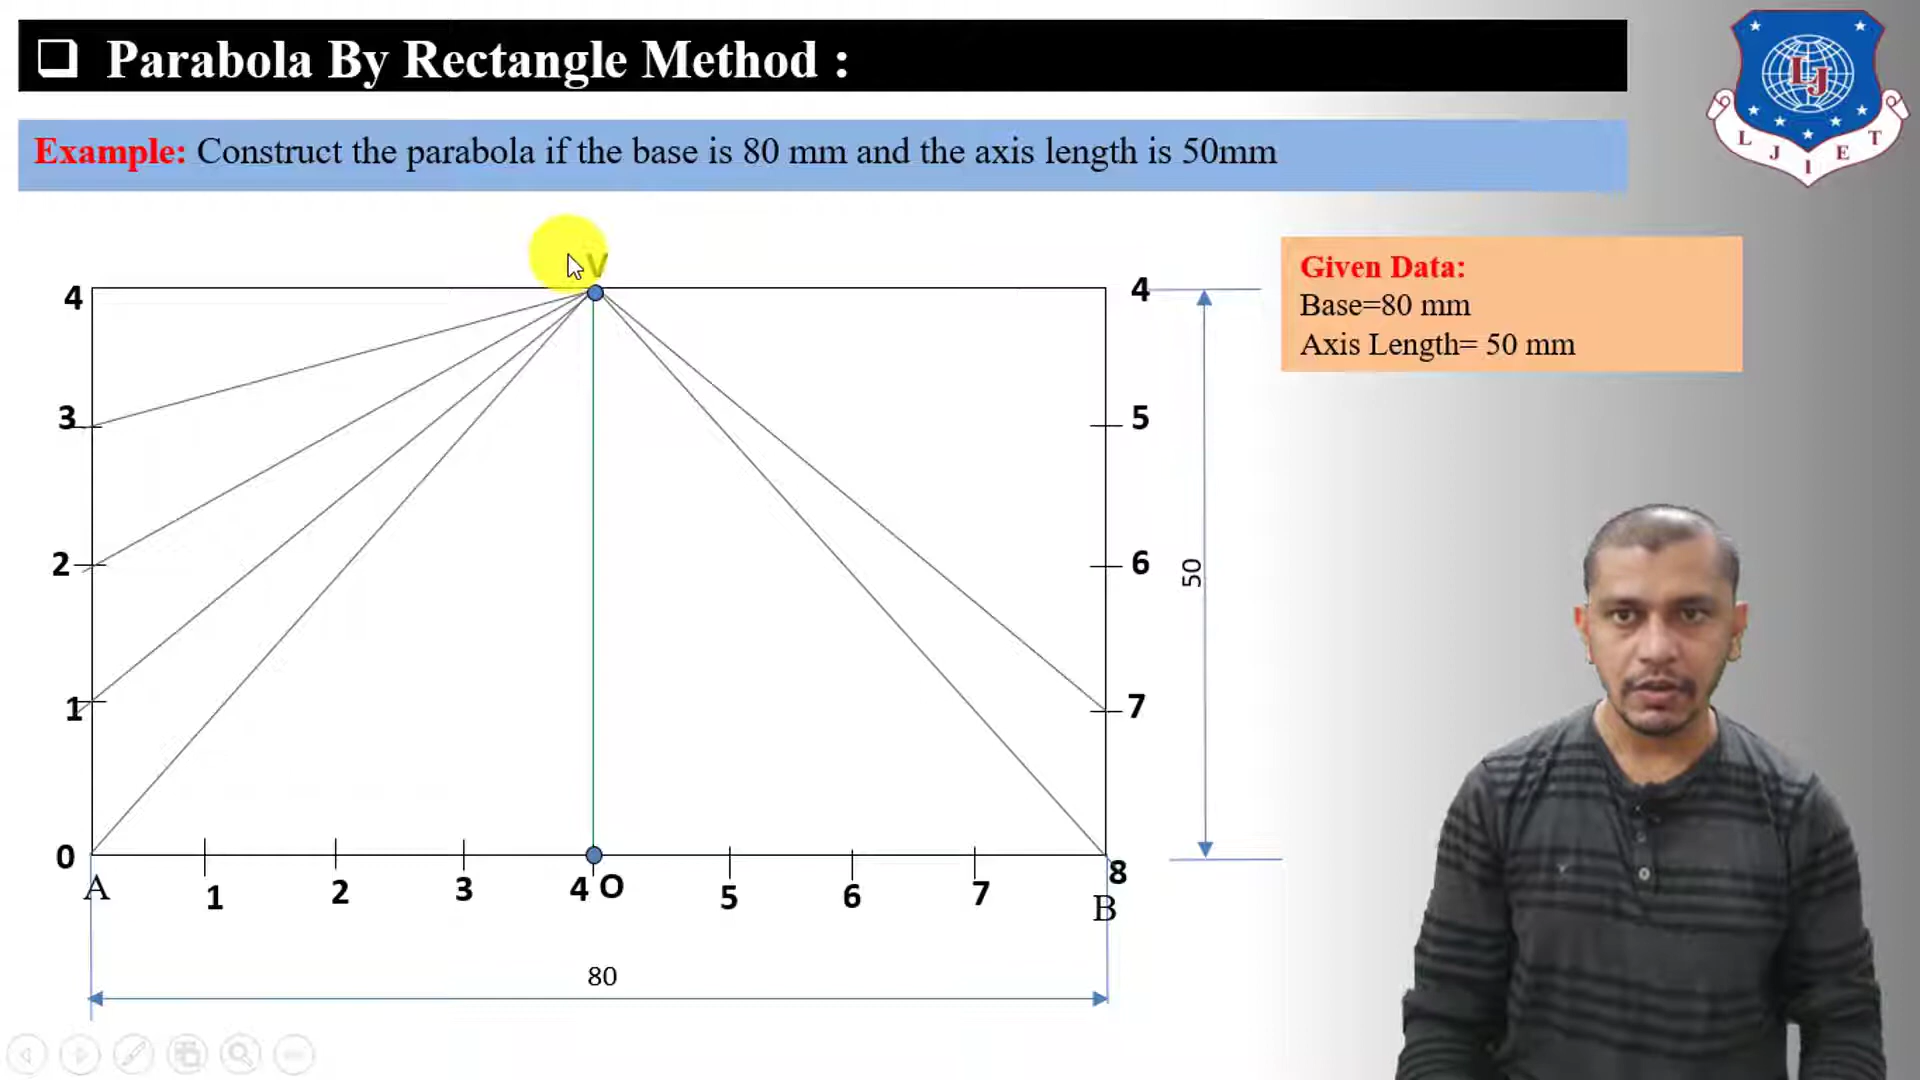 Parabola By Rectangle Method :
Example: Construct the parabola if the base is 80 mm and the axis length is 50mm
LJ
L J I E T
Given Data:
Base=80 mm
Axis Length= 50 mm
V
4
4
3
5
2
6
50
1
7
0
8
A
1
2
3
4 O
5
6
7
B
80